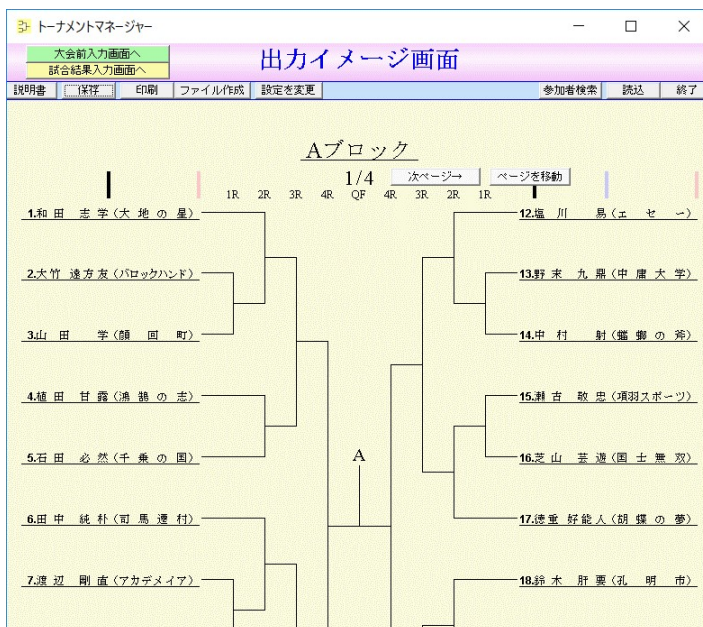 トーナメントマネージャー
大会前入力画面へ
試合結果入力画面へ
出力イメージ画面
説明書 保存 印刷 ファイル作成 設定を変更 参加者検索 読込 終了
Aブロック
1/4 次ページ→ ページを移動
1R 2R 3R 4R QF 4R 3R 2R 1R
1.和田 志学(大地の星)
2.大竹 遠方友(バロックハンド)
3.山田 学(顔回町)
4.植田 甘露(鴻鵠の志)
5.石田 必然(千乗の国)
6.田中 純朴(司馬遷村)
7.渡辺 剛直(アカデメイア)
A
12.塩川 易(エセー)
13.野末 九鼎(中庸大学)
14.中村 射(蟷螂の斧)
15.瀬古 敢忠(項羽スポーツ)
16.芝山 芸遊(国士無双)
17.徳重 好能人(胡蝶の夢)
18.鈴木 肝要(孔明市)